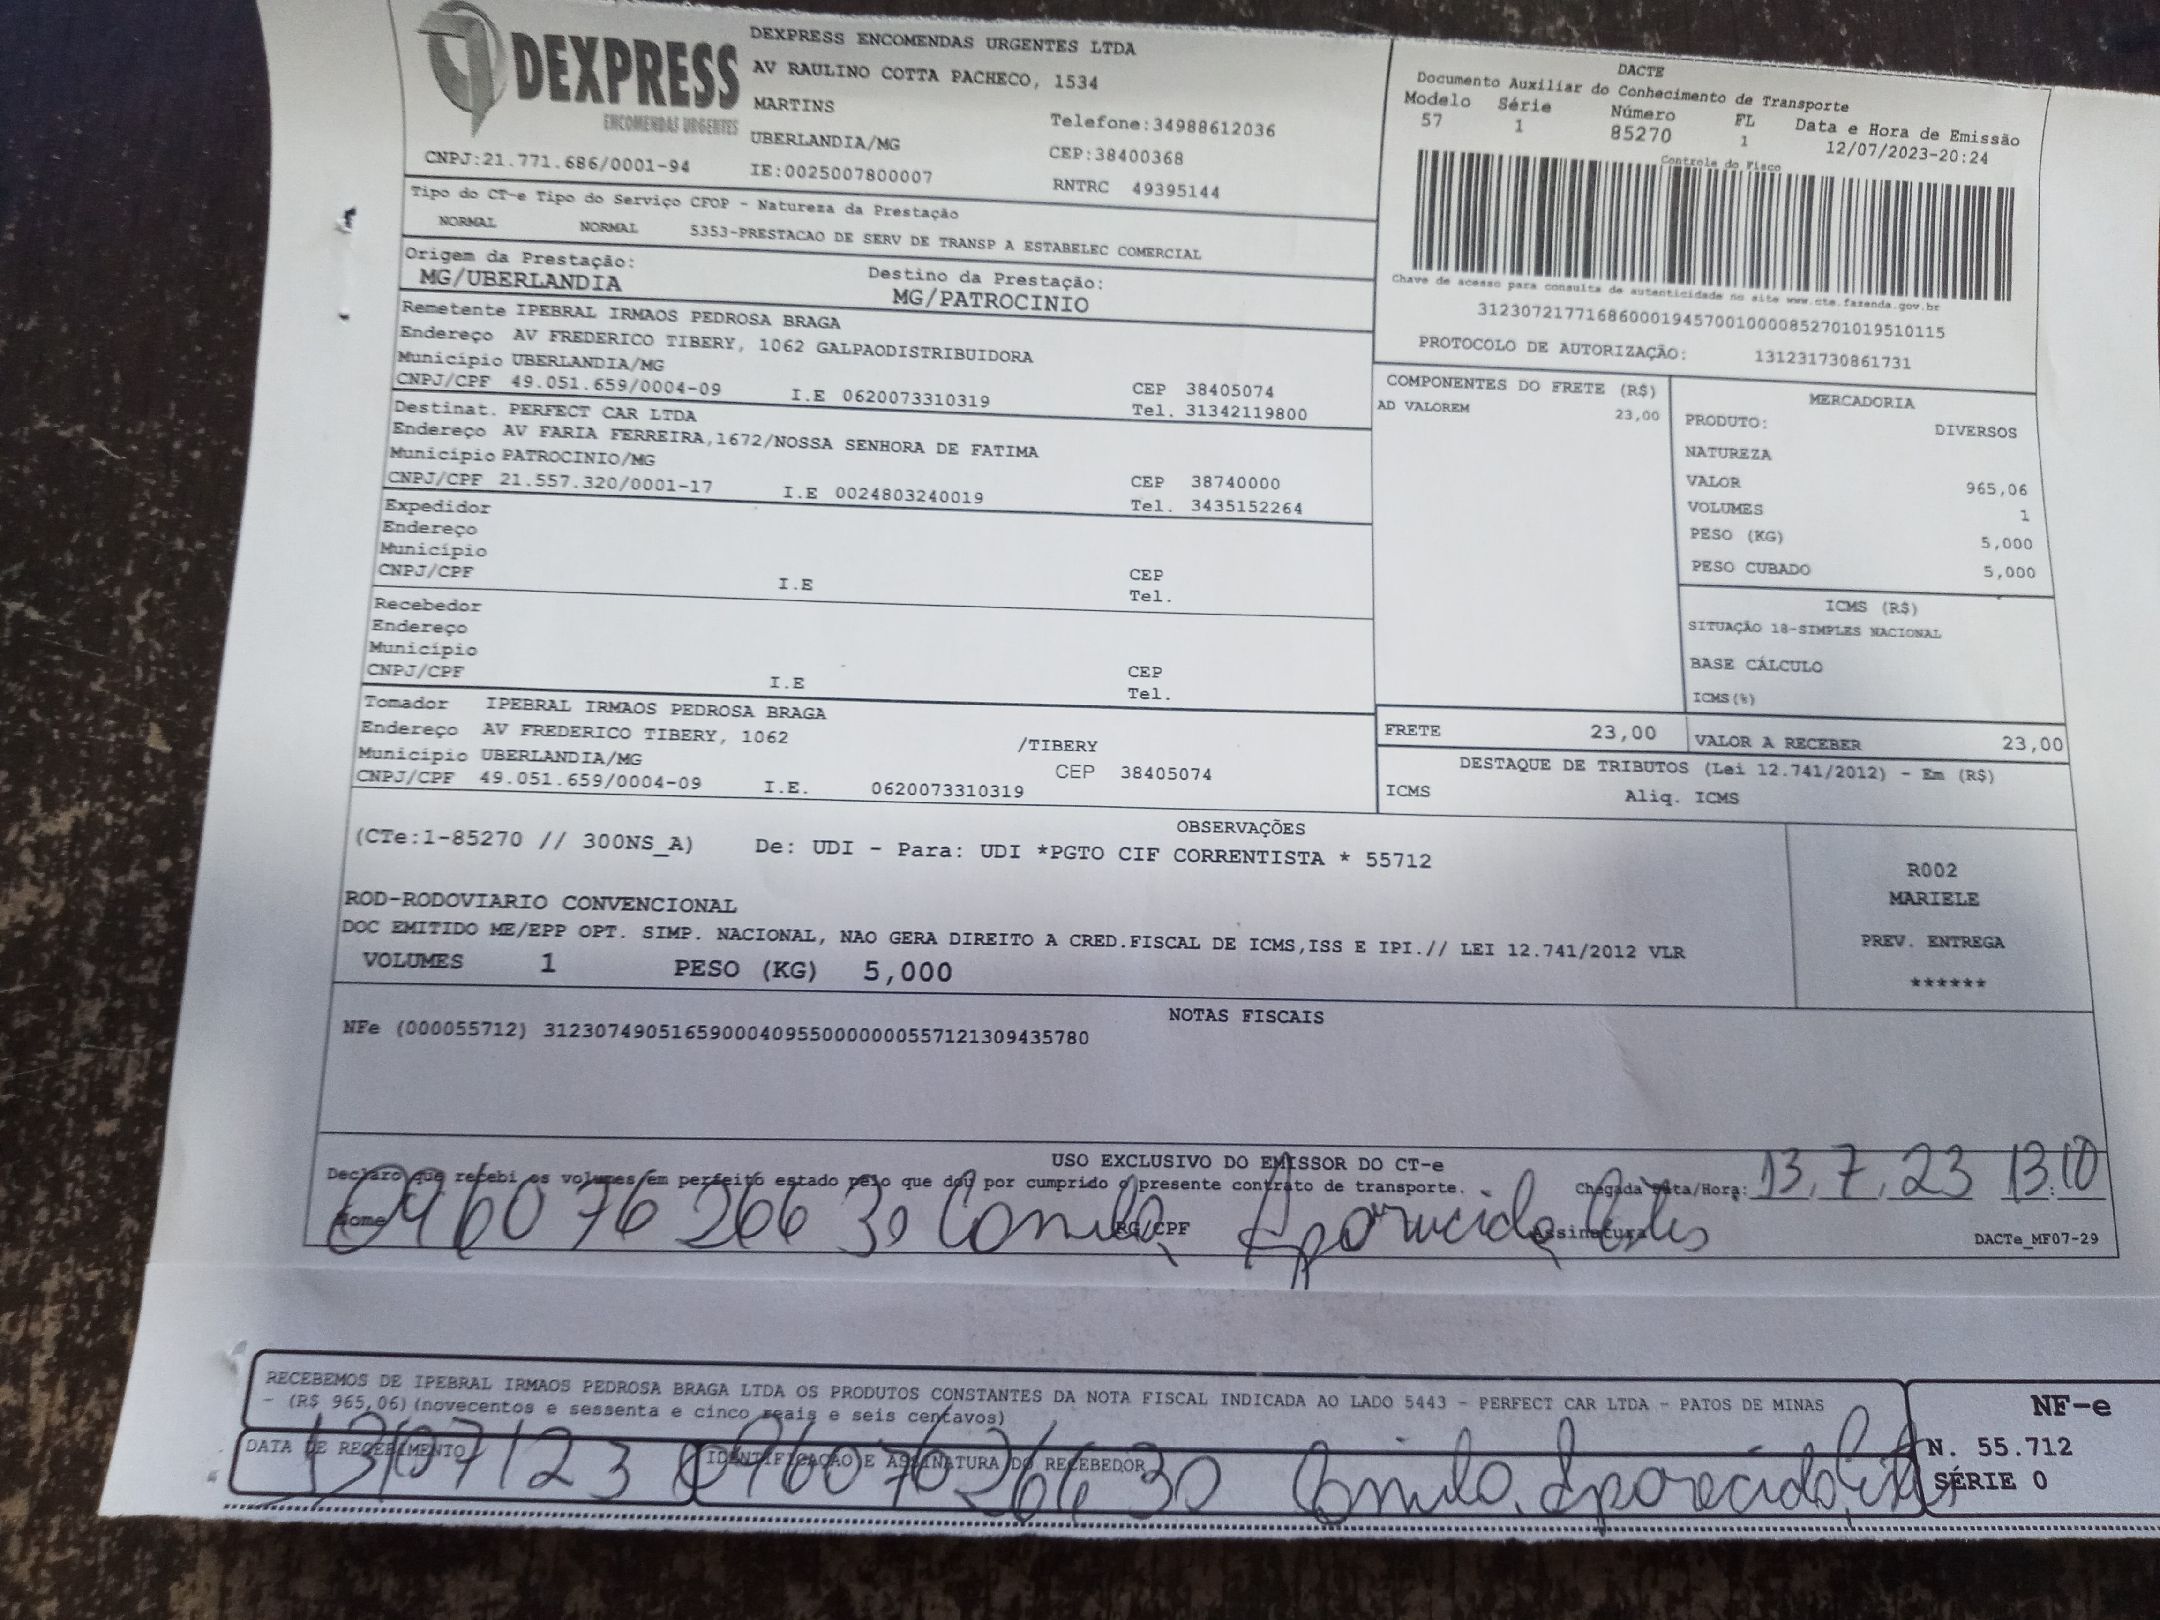 DEXPRESS
ENCOMENDAS URGENTES
CNPJ:21.771.686/0001-94
DEXPRESS ENCOMENDAS URGENTES LTDA
AV RAULINO COTTA PACHECO, 1534
MARTINS
UBERLANDIA/MG Telefone:34988612036
IE:0025007800007 CEP:38400368
RNTRC 49395144
DACTE
Documento Auxiliar do Conhecimento de Transporte
Modelo Série Número FL Data e Hora de Emissão
57 1 85270 1 12/07/2023-20:24
Controle do Fisco
Chave de acesso para consulta de autenticidade no site www.cte.fazenda.gov.br
31230721771686000194570010000852701019510115
PROTOCOLO DE AUTORIZAÇÃO: 131231730861731
Tipo do CT-e Tipo do Serviço CFOP - Natureza da Prestação
NORMAL NORMAL 5353-PRESTACAO DE SERV DE TRANSP A ESTABELEC COMERCIAL
Origem da Prestação: Destino da Prestação:
MG/UBERLANDIA MG/PATROCINIO
Remetente IPEBRAL IRMAOS PEDROSA BRAGA
Endereço AV FREDERICO TIBERY, 1062 GALPAODISTRIBUIDORA
Município UBERLANDIA/MG CEP 38405074
CNPJ/CPF 49.051.659/0004-09 I.E 0620073310319 Tel. 31342119800
Destinat. PERFECT CAR LTDA
Endereço AV FARIA FERREIRA,1672/NOSSA SENHORA DE FATIMA
Município PATROCINIO/MG CEP 38740000
CNPJ/CPF 21.557.320/0001-17 I.E 0024803240019 Tel. 3435152264
Expedidor
Endereço
Município CEP
CNPJ/CPF I.E Tel.
Recebedor
Endereço
Município CEP
CNPJ/CPF I.E Tel.
Tomador IPEBRAL IRMAOS PEDROSA BRAGA
Endereço AV FREDERICO TIBERY, 1062 /TIBERY
Município UBERLANDIA/MG CEP 38405074
CNPJ/CPF 49.051.659/0004-09 I.E. 0620073310319
COMPONENTES DO FRETE (R$)
AD VALOREM 23,00
MERCADORIA
PRODUTO: DIVERSOS
NATUREZA
VALOR 965,06
VOLUMES 1
PESO (KG) 5,000
PESO CUBADO 5,000
ICMS (R$)
SITUAÇÃO 18-SIMPLES NACIONAL
BASE CÁLCULO
ICMS(%)
FRETE 23,00 VALOR A RECEBER 23,00
DESTAQUE DE TRIBUTOS (Lei 12.741/2012) - Em (R$)
ICMS Aliq. ICMS
OBSERVAÇÕES
(CTe:1-85270 // 300NS_A) De: UDI - Para: UDI *PGTO CIF CORRENTISTA * 55712
ROD-RODOVIARIO CONVENCIONAL
DOC EMITIDO ME/EPP OPT. SIMP. NACIONAL, NAO GERA DIREITO A CRED.FISCAL DE ICMS,ISS E IPI.// LEI 12.741/2012 VLR
VOLUMES 1 PESO (KG) 5,000
R002
MARIELE
PREV. ENTREGA
******
NOTAS FISCAIS
NFe (000055712) 31230749051659000409550000000557121309435780
USO EXCLUSIVO DO EMISSOR DO CT-e
Declaro que recebi os volumes em perfeito estado pelo que dou por cumprido o presente contrato de transporte. Chegada Data/Hora: 13, 7, 23 13:10
Nome RG/CPF Assinatura DACTe_MF07-29
096076266 30 Camila Aparecida
RECEBEMOS DE IPEBRAL IRMAOS PEDROSA BRAGA LTDA OS PRODUTOS CONSTANTES DA NOTA FISCAL INDICADA AO LADO 5443 - PERFECT CAR LTDA - PATOS DE MINAS
- (R$ 965,06)(novecentos e sessenta e cinco reais e seis centavos)
DATA DE RECEBIMENTO IDENTIFICAÇÃO E ASSINATURA DO RECEBEDOR
13/07/23 096076266 30 Camila Aparecida
NF-e
N. 55.712
SÉRIE 0